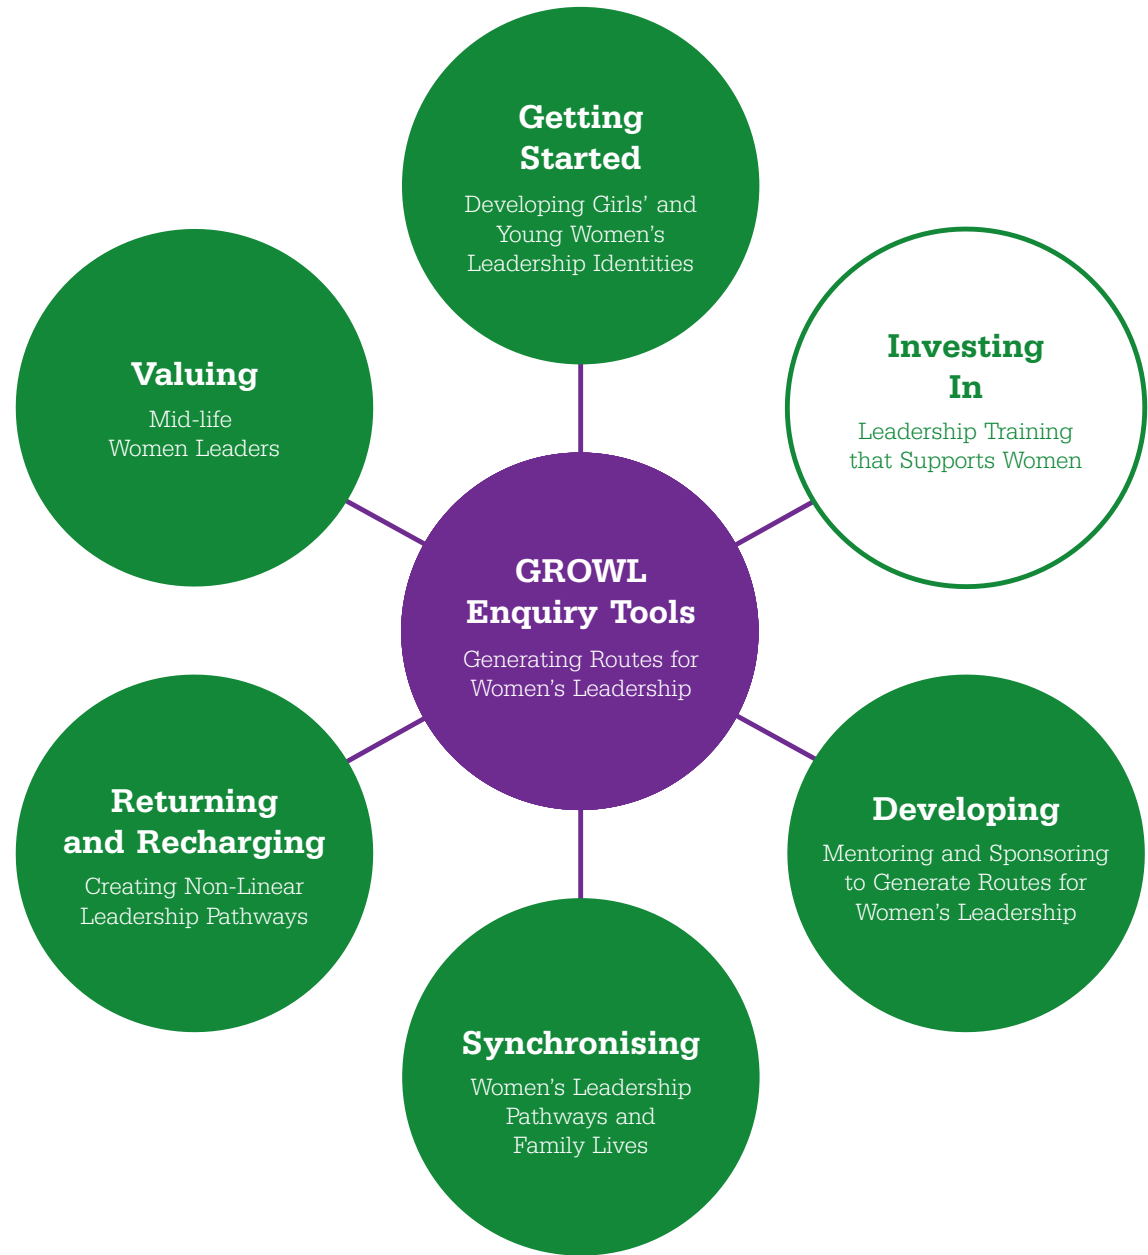 Getting
Started
Developing Girls’ and
Young Women’s
Leadership Identities
Investing
In
Leadership Training
that Supports Women
Developing
Mentoring and Sponsoring
to Generate Routes for
Women’s Leadership
Synchronising
Women’s Leadership
Pathways and
Family Lives
Returning
and Recharging
Creating Non-Linear
Leadership Pathways
Valuing
Mid-life
Women Leaders
GROWL
Enquiry Tools
Generating Routes for
Women’s Leadership